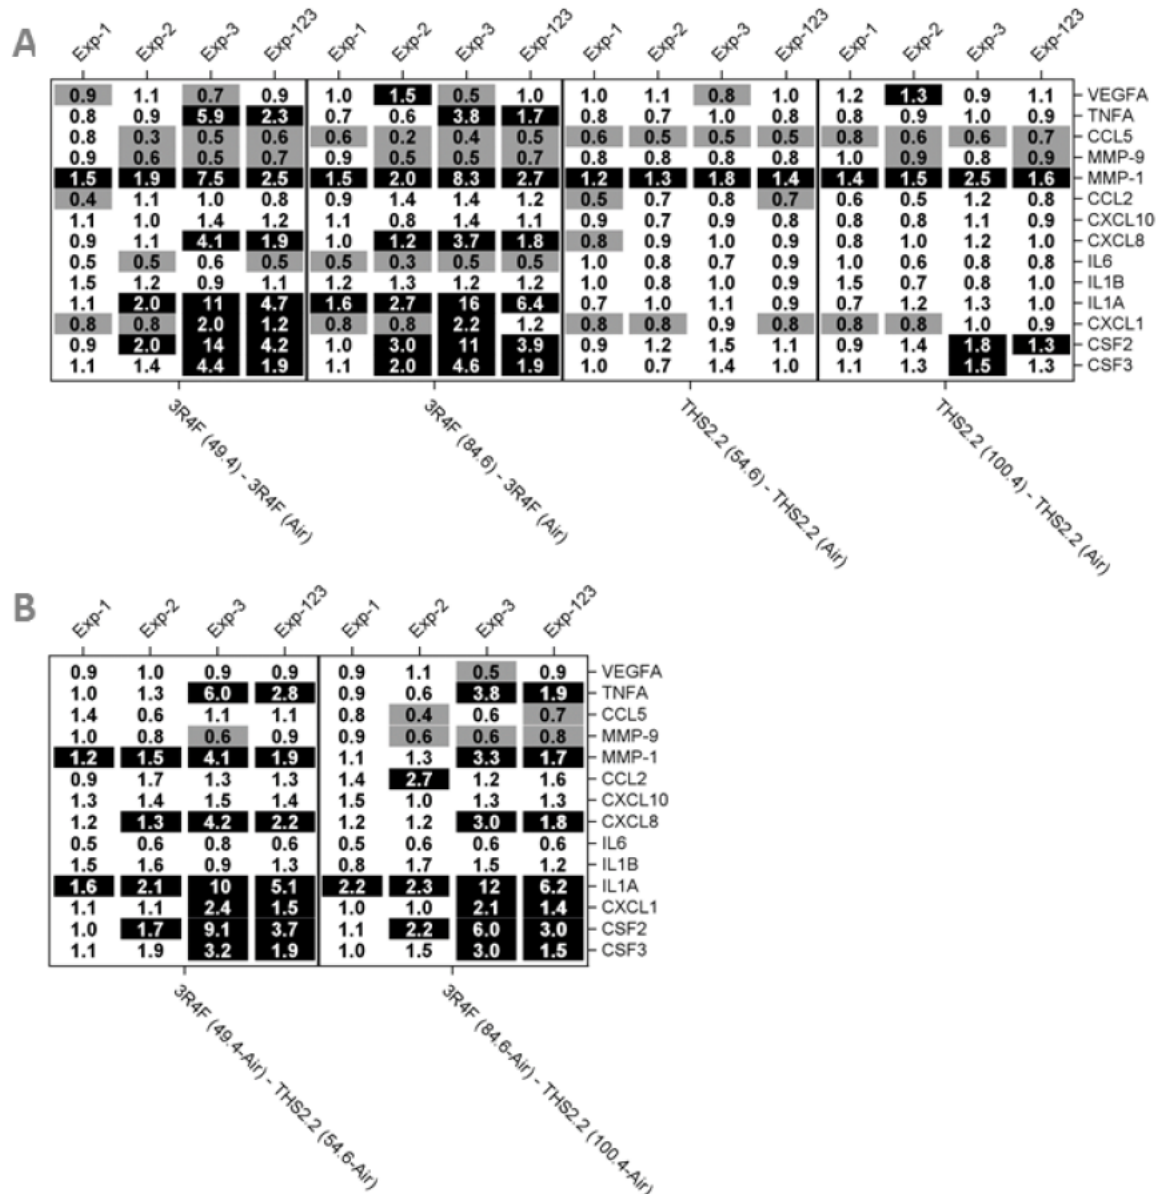 A
Exp-1 Exp-2 Exp-3 Exp-123 Exp-1 Exp-2 Exp-3 Exp-123 Exp-1 Exp-2 Exp-3 Exp-123 Exp-1 Exp-2 Exp-3 Exp-123
0.9 1.1 0.7 0.9 1.0 1.5 0.5 1.0 1.0 1.1 0.8 1.0 1.2 1.3 0.9 1.1 VEGFA
0.8 0.9 5.9 2.3 0.7 0.6 3.8 1.7 0.8 0.7 1.0 0.8 0.8 0.9 1.0 0.9 TNFA
0.8 0.3 0.5 0.6 0.6 0.2 0.4 0.5 0.6 0.5 0.5 0.5 0.8 0.6 0.6 0.7 CCL5
0.9 0.6 0.5 0.7 0.9 0.5 0.5 0.7 0.8 0.8 0.8 0.8 1.0 0.9 0.8 0.9 MMP-9
1.5 1.9 7.5 2.5 1.5 2.0 8.3 2.7 1.2 1.3 1.8 1.4 1.4 1.5 2.5 1.6 MMP-1
0.4 1.1 1.0 0.8 0.9 1.4 1.4 1.2 0.5 0.7 0.8 0.7 0.6 0.5 1.2 0.8 CCL2
1.1 1.0 1.4 1.2 1.1 0.8 1.4 1.1 0.9 0.7 0.9 0.8 0.8 0.8 1.1 0.9 CXCL10
0.9 1.1 4.1 1.9 1.0 1.2 3.7 1.8 0.8 0.9 1.0 0.9 0.8 1.0 1.2 1.0 CXCL8
0.5 0.5 0.6 0.5 0.5 0.3 0.5 0.5 1.0 0.8 0.7 0.9 1.0 0.6 0.8 0.8 IL6
1.5 1.2 0.9 1.1 1.2 1.3 1.2 1.2 1.0 0.8 1.0 0.9 1.5 0.7 0.8 1.0 IL1B
1.1 2.0 11 4.7 1.6 2.7 16 6.4 0.7 1.0 1.1 0.9 0.7 1.2 1.3 1.0 IL1A
0.8 0.8 2.0 1.2 0.8 0.8 2.2 1.2 0.8 0.8 0.9 0.8 0.8 0.8 1.0 0.9 CXCL1
0.9 2.0 14 4.2 1.0 3.0 11 3.9 0.9 1.2 1.5 1.1 0.9 1.4 1.8 1.3 CSF2
1.1 1.4 4.4 1.9 1.1 2.0 4.6 1.9 1.0 0.7 1.4 1.0 1.1 1.3 1.5 1.3 CSF3
3R4F (49.4) - 3R4F (Air)
3R4F (84.6) - 3R4F (Air)
THS2.2 (54.6) - THS2.2 (Air)
THS2.2 (100.4) - THS2.2 (Air)
B
Exp-1 Exp-2 Exp-3 Exp-123 Exp-1 Exp-2 Exp-3 Exp-123
0.9 1.0 0.9 0.9 0.9 1.1 0.5 0.9 VEGFA
1.0 1.3 6.0 2.8 0.9 0.6 3.8 1.9 TNFA
1.4 0.6 1.1 1.1 0.8 0.4 0.6 0.7 CCL5
1.0 0.8 0.6 0.9 0.9 0.6 0.6 0.8 MMP-9
1.2 1.5 4.1 1.9 1.1 1.3 3.3 1.7 MMP-1
0.9 1.7 1.3 1.3 1.4 2.7 1.2 1.6 CCL2
1.3 1.4 1.5 1.4 1.5 1.0 1.3 1.3 CXCL10
1.2 1.3 4.2 2.2 1.2 1.2 3.0 1.8 CXCL8
0.5 0.6 0.8 0.6 0.5 0.6 0.6 0.6 IL6
1.5 1.6 0.9 1.3 0.8 1.7 1.5 1.2 IL1B
1.6 2.1 10 5.1 2.2 2.3 12 6.2 IL1A
1.1 1.1 2.4 1.5 1.0 1.0 2.1 1.4 CXCL1
1.0 1.7 9.1 3.7 1.1 2.2 6.0 3.0 CSF2
1.1 1.9 3.2 1.9 1.0 1.5 3.0 1.5 CSF3
3R4F (49.4-Air) - THS2.2 (54.6-Air)
3R4F (84.6-Air) - THS2.2 (100.4-Air)